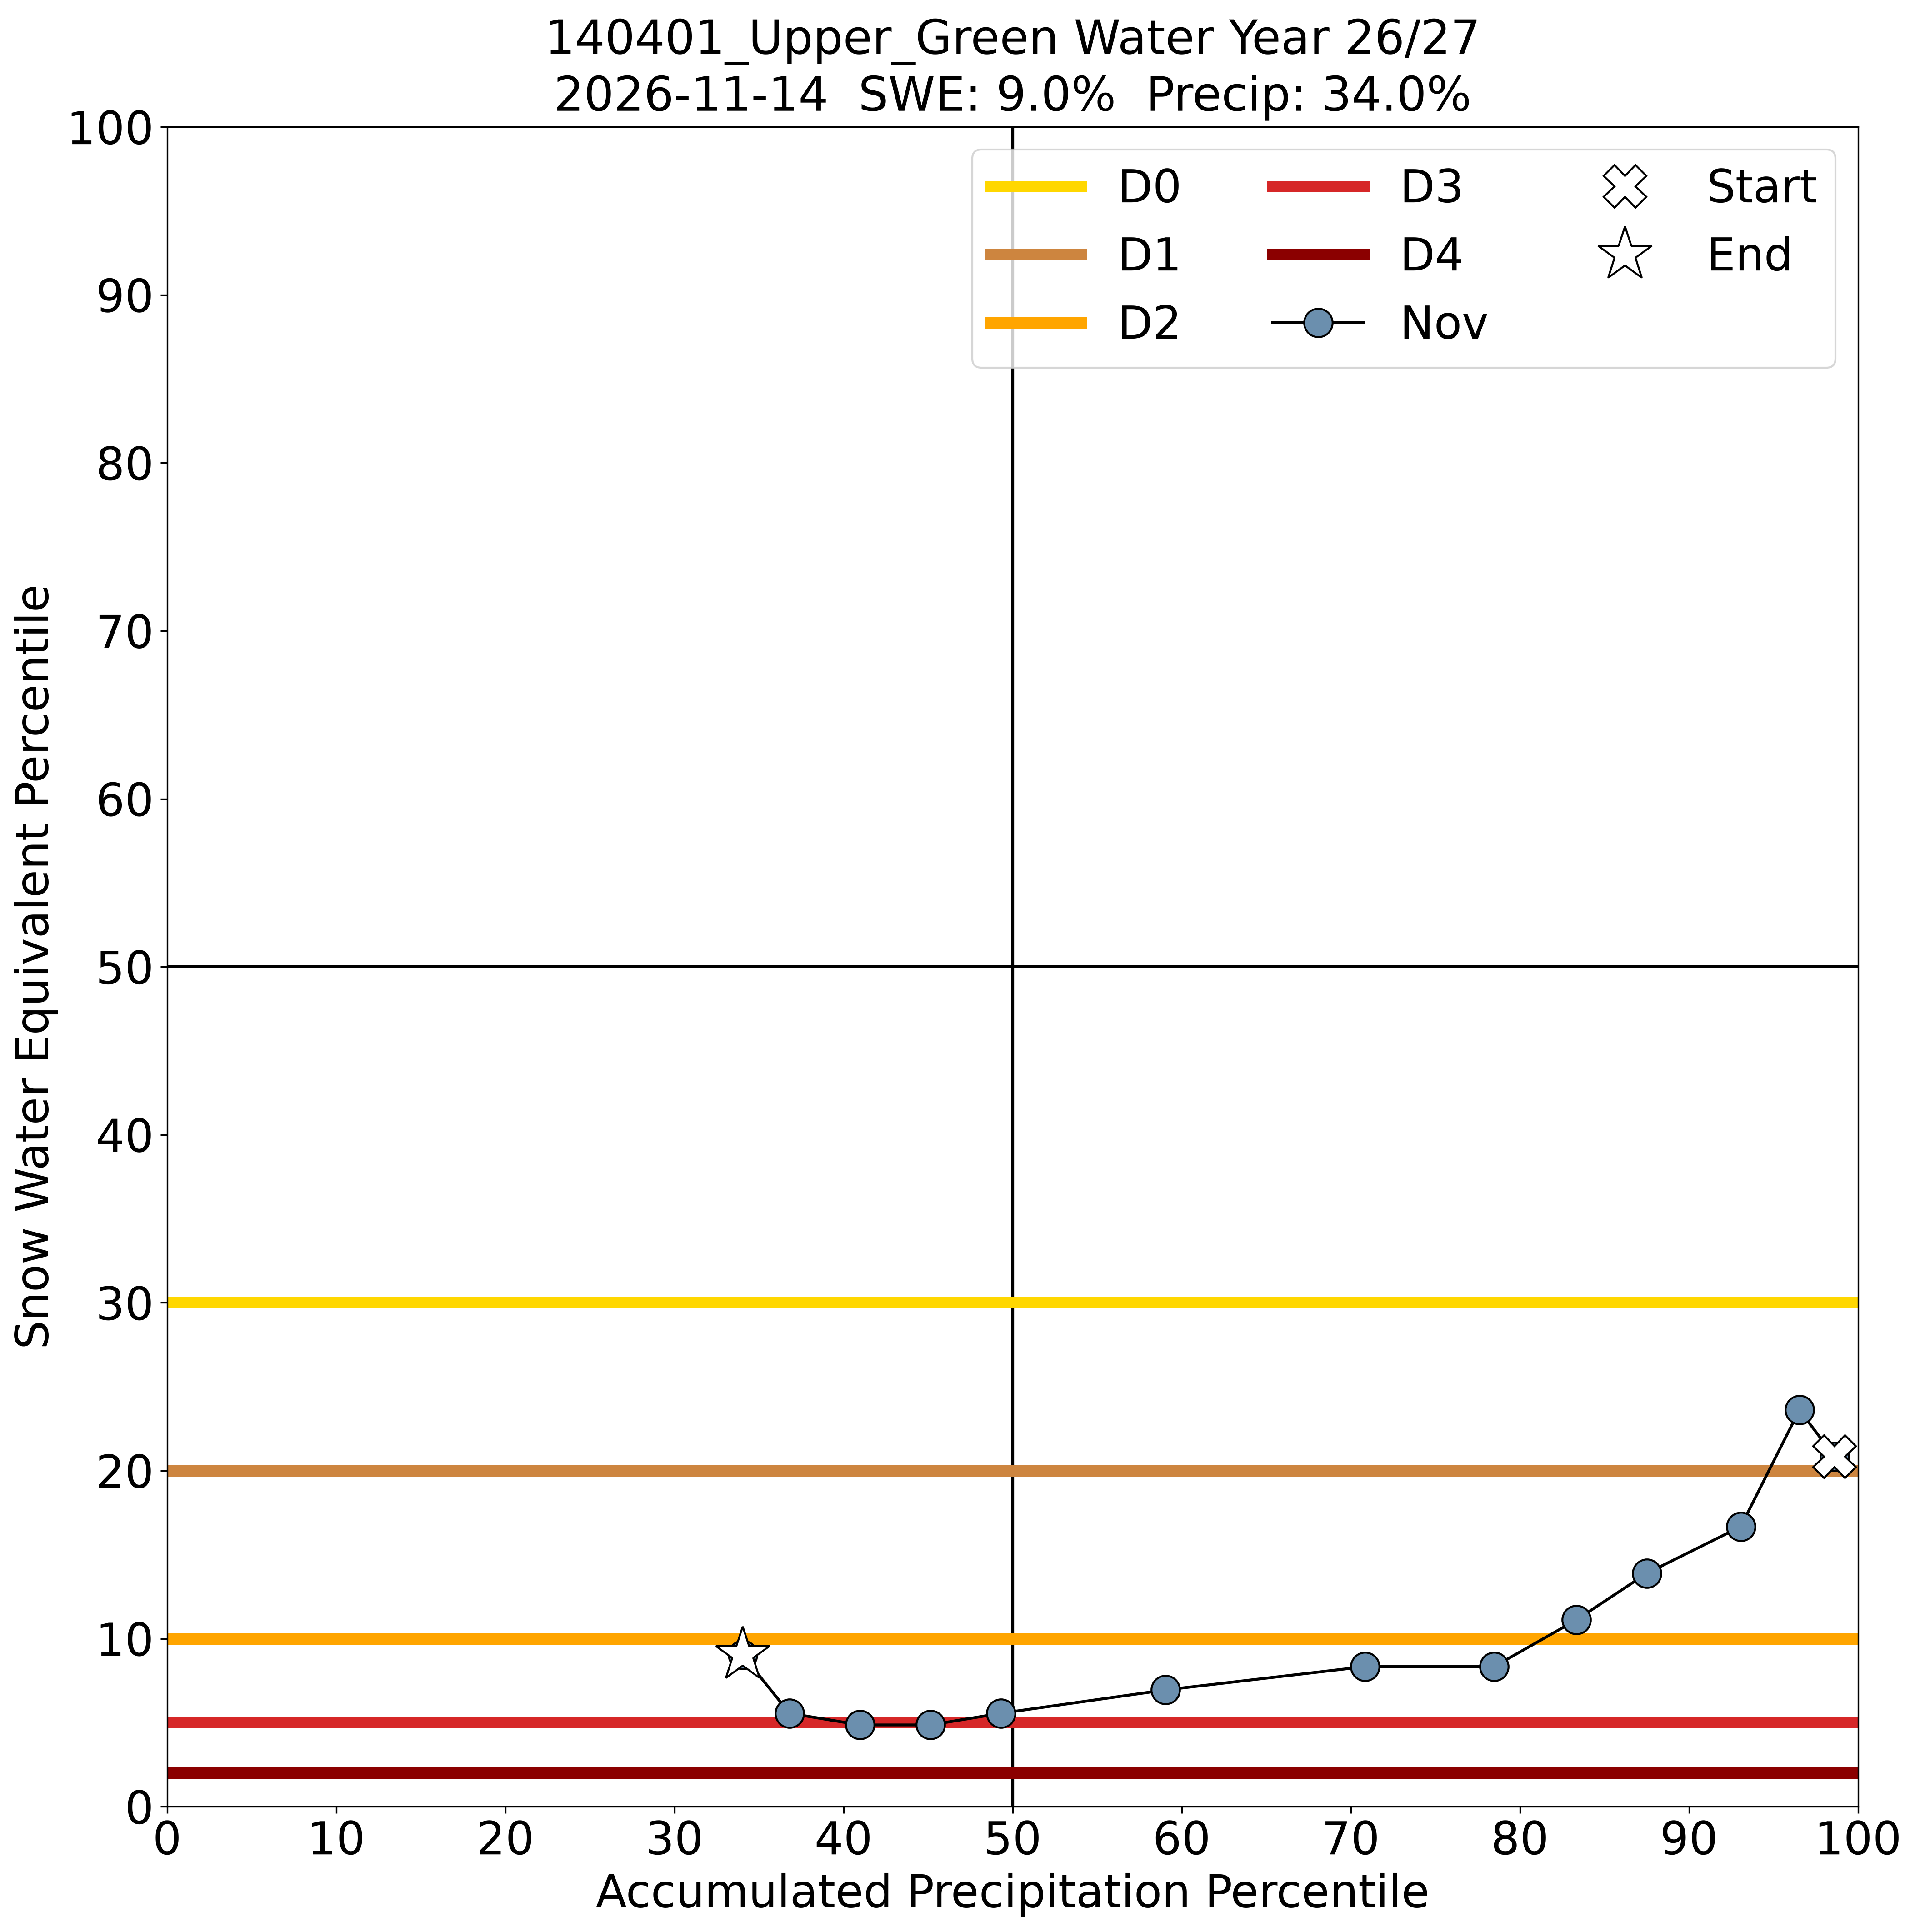 140401_Upper_Green Water Year 26/27
2026-11-14  SWE: 9.0%  Precip: 34.0%
100
90
80
70
60
50
40
30
20
10
0
Snow Water Equivalent Percentile
D0
D1
D2
D3
D4
Nov
Start
End
0 10 20 30 40 50 60 70 80 90 100
Accumulated Precipitation Percentile